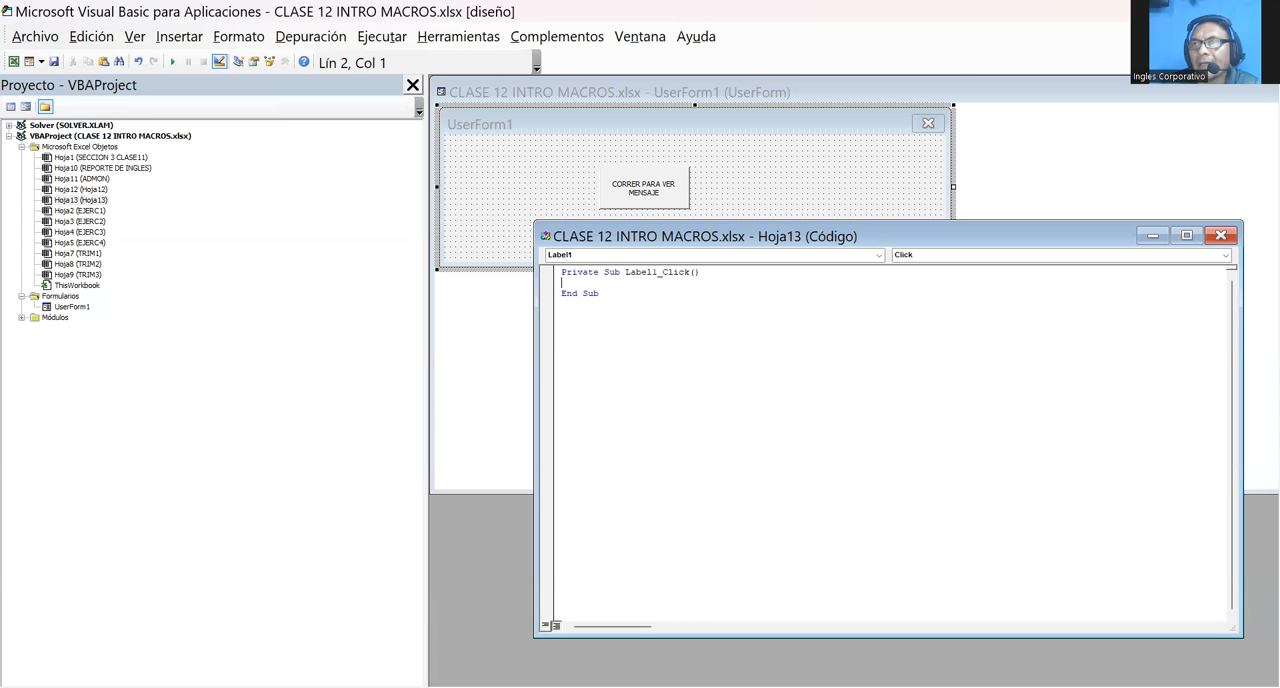 Microsoft Visual Basic para Aplicaciones - CLASE 12 INTRO MACROS.xlsx [diseño]
Archivo Edición Ver Insertar Formato Depuración Ejecutar Herramientas Complementos Ventana Ayuda
Lín 2, Col 1
Ingles Corporativo
Proyecto - VBAProject
Solver (SOLVER.XLAM)
VBAProject (CLASE 12 INTRO MACROS.xlsx)
Microsoft Excel Objetos
Hoja1 (SECCION 3 CLASE11)
Hoja10 (REPORTE DE INGLES)
Hoja11 (ADMON)
Hoja12 (Hoja12)
Hoja13 (Hoja13)
Hoja2 (EJERC1)
Hoja3 (EJERC2)
Hoja4 (EJERC3)
Hoja5 (EJERC4)
Hoja7 (TRIM1)
Hoja8 (TRIM2)
Hoja9 (TRIM3)
ThisWorkbook
Formularios
UserForm1
Módulos
CLASE 12 INTRO MACROS.xlsx - UserForm1 (UserForm)
UserForm1
CORRER PARA VER
MENSAJE
CLASE 12 INTRO MACROS.xlsx - Hoja13 (Código)
Label1 Click
Private Sub Label1_Click()
End Sub